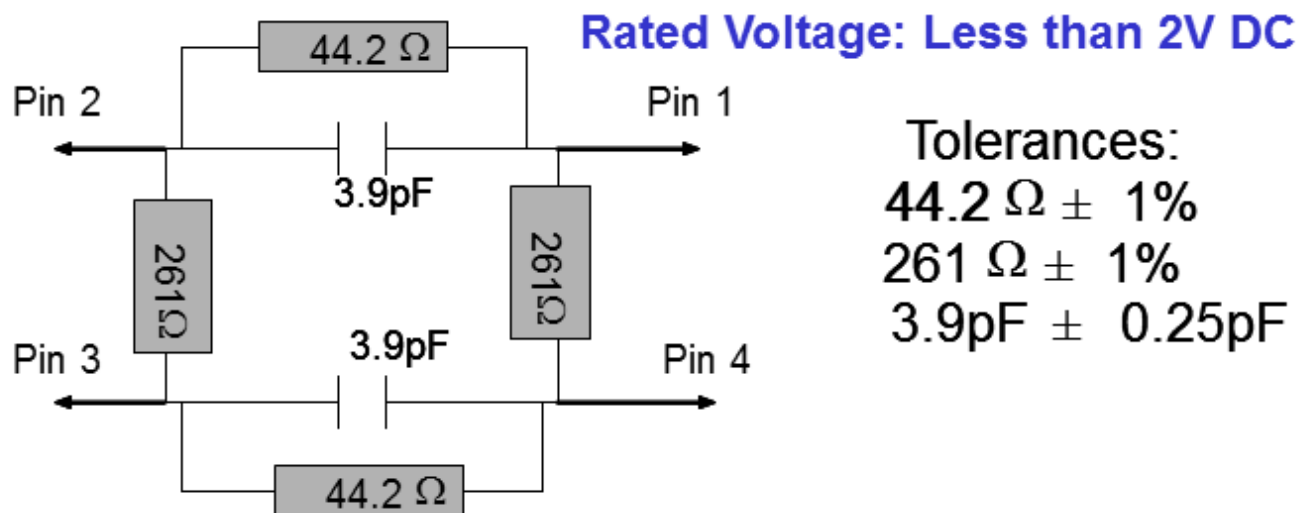 44.2 Ω
Rated Voltage: Less than 2V DC
Pin 2
Pin 1
3.9pF
261Ω
261Ω
Tolerances:
44.2 Ω ± 1%
261 Ω ± 1%
3.9pF ± 0.25pF
3.9pF
Pin 3
Pin 4
44.2 Ω